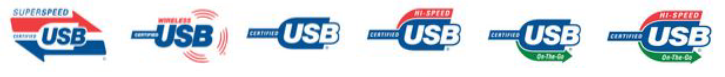 SUPERSPEED
CERTIFIED USB
WIRELESS
CERTIFIED USB
CERTIFIED USB
HI-SPEED
CERTIFIED USB
CERTIFIED USB
On-The-Go
HI-SPEED
CERTIFIED USB
On-The-Go